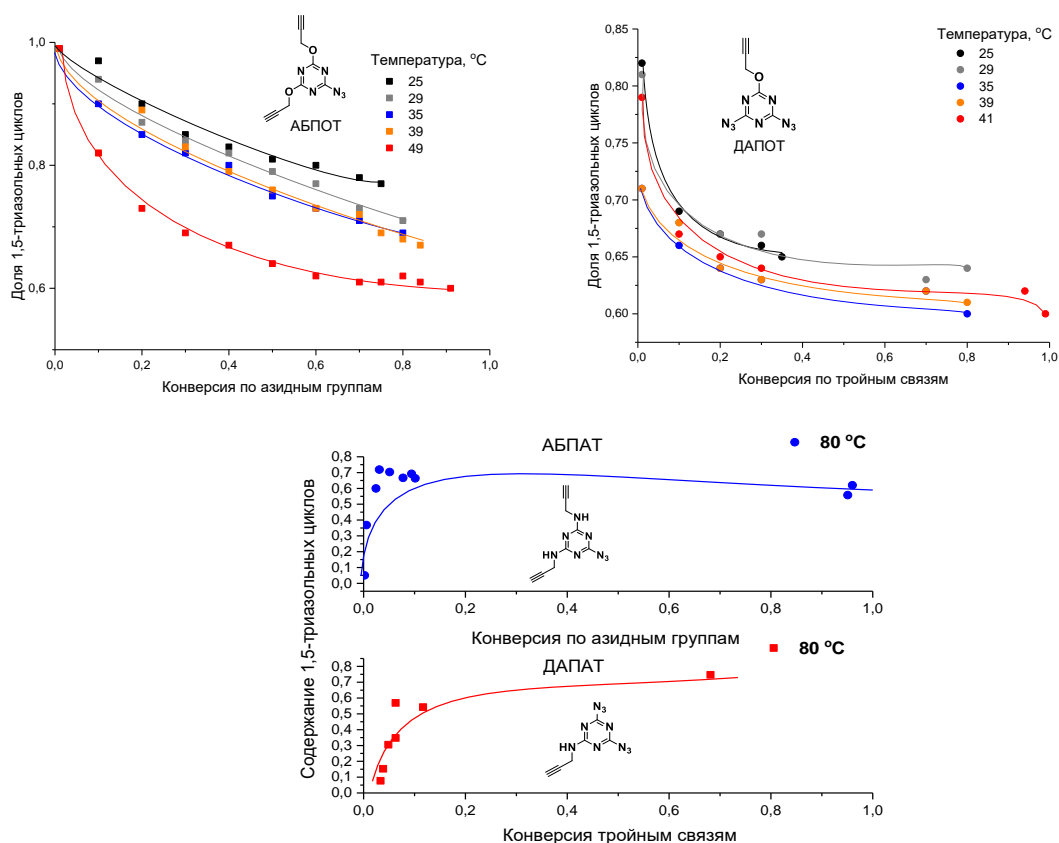 Доля 1,5-триазольных циклов
1,0
0,8
0,6
0,0 0,2 0,4 0,6 0,8 1,0
Конверсия по азидным группам
O
N N
O N N3
АБПОТ
Температура, °C
25
29
35
39
49
Доля 1,5-триазольных циклов
0,85
0,80
0,75
0,70
0,65
0,60
0,0 0,2 0,4 0,6 0,8 1,0
Конверсия по тройным связям
O
N N
N3 N N3
ДАПОТ
Температура, °C
25
29
35
39
41
Содержание 1,5-триазольных циклов
АБПАТ
80 °C
0,8
0,7
0,6
0,5
0,4
0,3
0,2
0,1
0,0
NH
N N
HN N N3
0,0 0,2 0,4 0,6 0,8 1,0
Конверсия по азидным группам
ДАПАТ
80 °C
0,8
0,7
0,6
0,5
0,4
0,3
0,2
0,1
0,0
N3
N N
HN N N3
0,0 0,2 0,4 0,6 0,8 1,0
Конверсия тройным связям